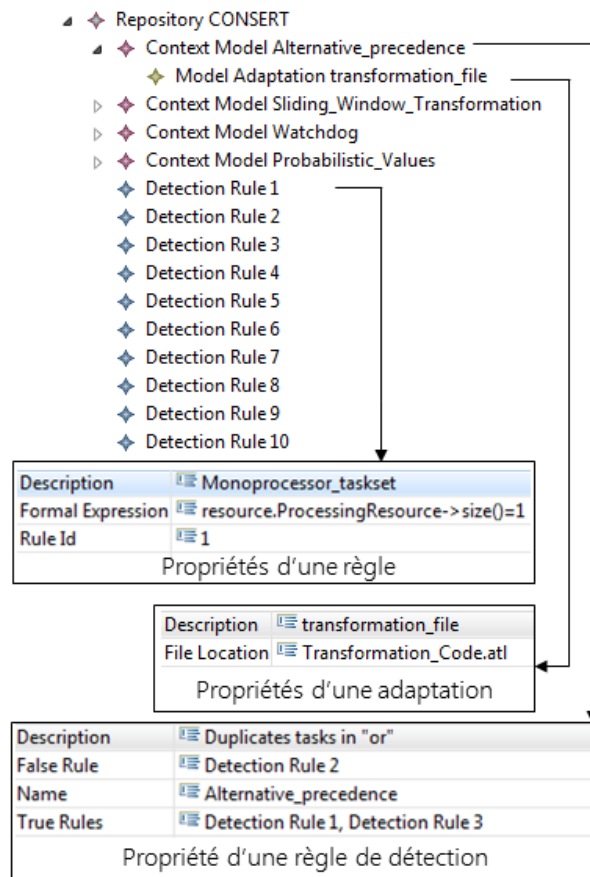 Repository CONSERT
Context Model Alternative_precedence
Model Adaptation transformation_file
Context Model Sliding_Window_Transformation
Context Model Watchdog
Context Model Probabilistic_Values
Detection Rule 1
Detection Rule 2
Detection Rule 3
Detection Rule 4
Detection Rule 5
Detection Rule 6
Detection Rule 7
Detection Rule 8
Detection Rule 9
Detection Rule 10
Description Monoprocessor_taskset
Formal Expression resource.ProcessingResource->size()=1
Rule Id 1
Propriétés d'une règle
Description transformation_file
File Location Transformation_Code.atl
Propriétés d'une adaptation
Description Duplicates tasks in "or"
False Rule Detection Rule 2
Name Alternative_precedence
True Rules Detection Rule 1, Detection Rule 3
Propriété d'une règle de détection